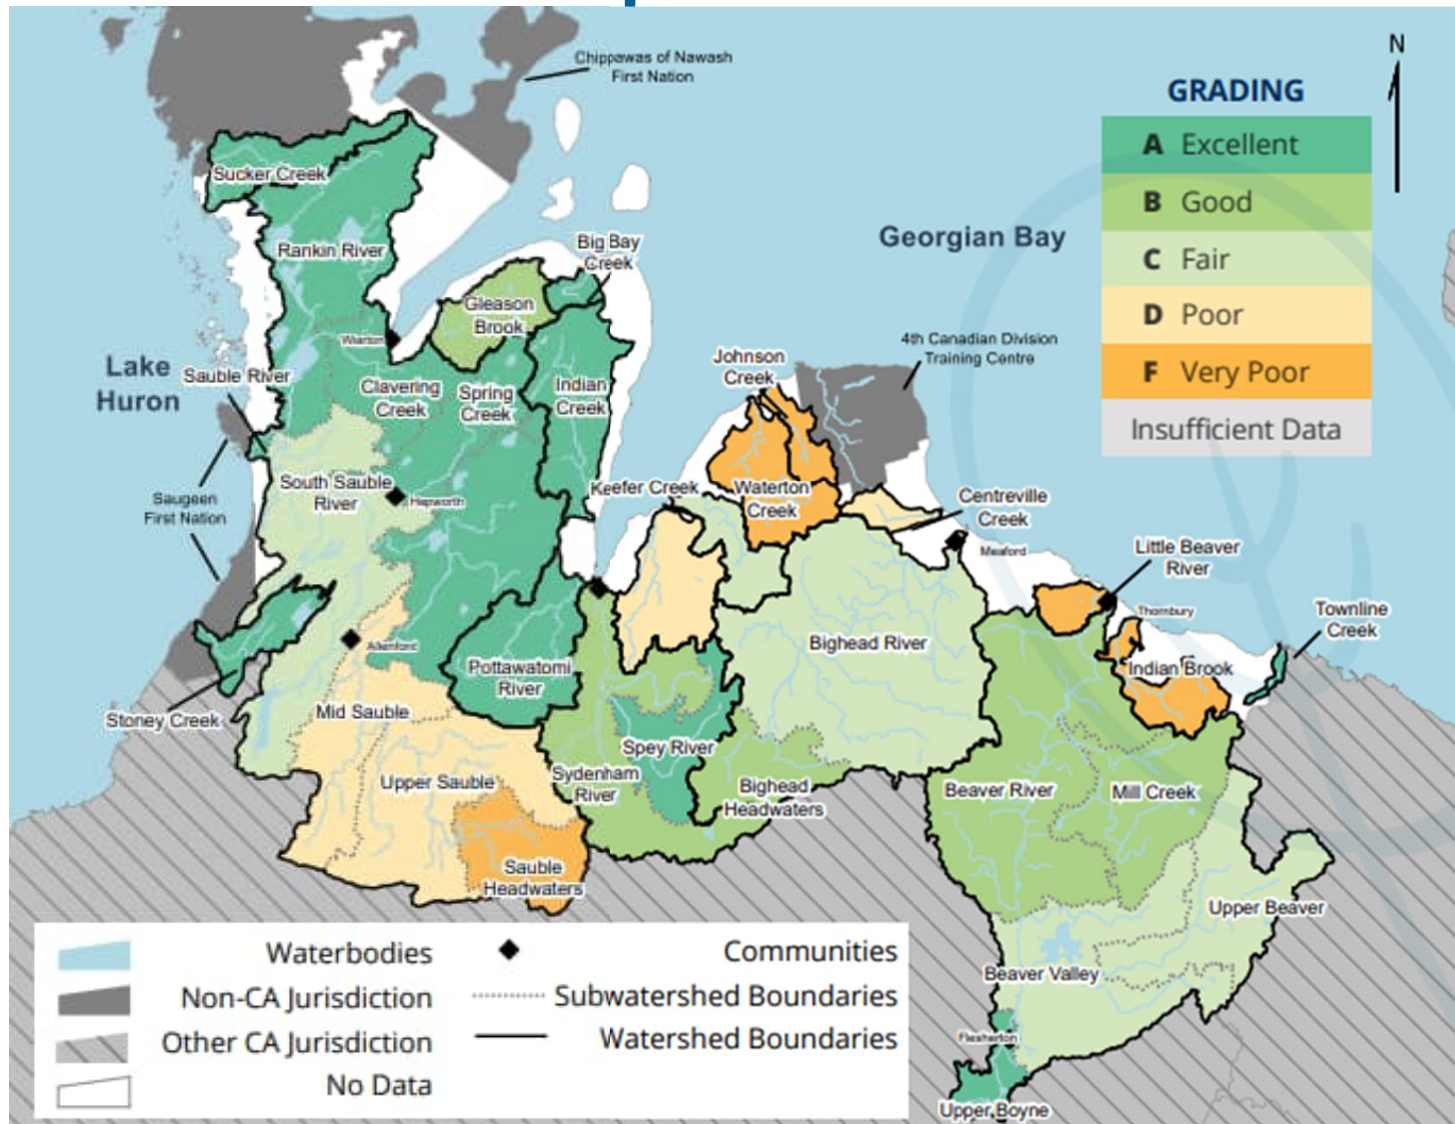 Chippawas of Nawash
First Nation
N
GRADING
A Excellent
B Good
C Fair
D Poor
F Very Poor
Insufficient Data
Sucker Creek
Rankin River
Big Bay
Creek
Georgian Bay
Gleason
Brook
Wiarton
4th Canadian Division
Training Centre
Johnson
Creek
Lake
Huron
Sauble River
Clavering
Creek
Spring
Creek
Indian
Creek
South Sauble
River
Hepworth
Keefer Creek
Waterton
Creek
Centreville
Creek
Saugeen
First Nation
Meaford
Little Beaver
River
Thornbury
Townline
Creek
Allenford
Bighead River
Pottawatomi
River
Indian Brook
Stoney Creek
Mid Sauble
Spey River
Upper Sauble
Sydenham
River
Bighead
Headwaters
Beaver River
Mill Creek
Sauble
Headwaters
Upper Beaver
Beaver Valley
Flesherton
Upper Boyne
Waterbodies
Non-CA Jurisdiction
Other CA Jurisdiction
No Data
Communities
Subwatershed Boundaries
Watershed Boundaries